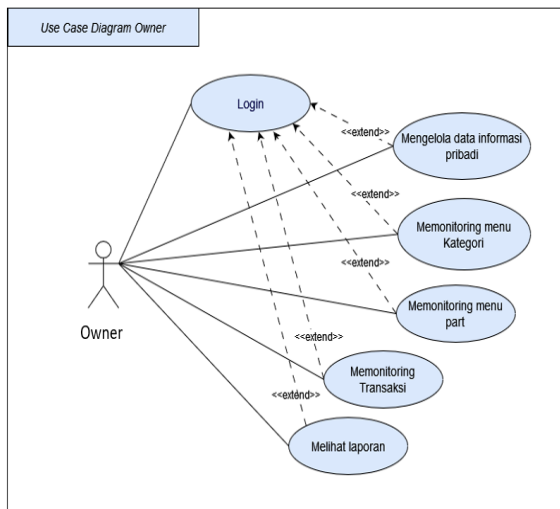 Use Case Diagram Owner
Login
<<extend>>
Mengelola data informasi
pribadi
<<extend>>
Memonitoring menu
Kategori
<<extend>>
Memonitoring menu
part
Owner
<<extend>>
Memonitoring
Transaksi
<<extend>>
Melihat laporan